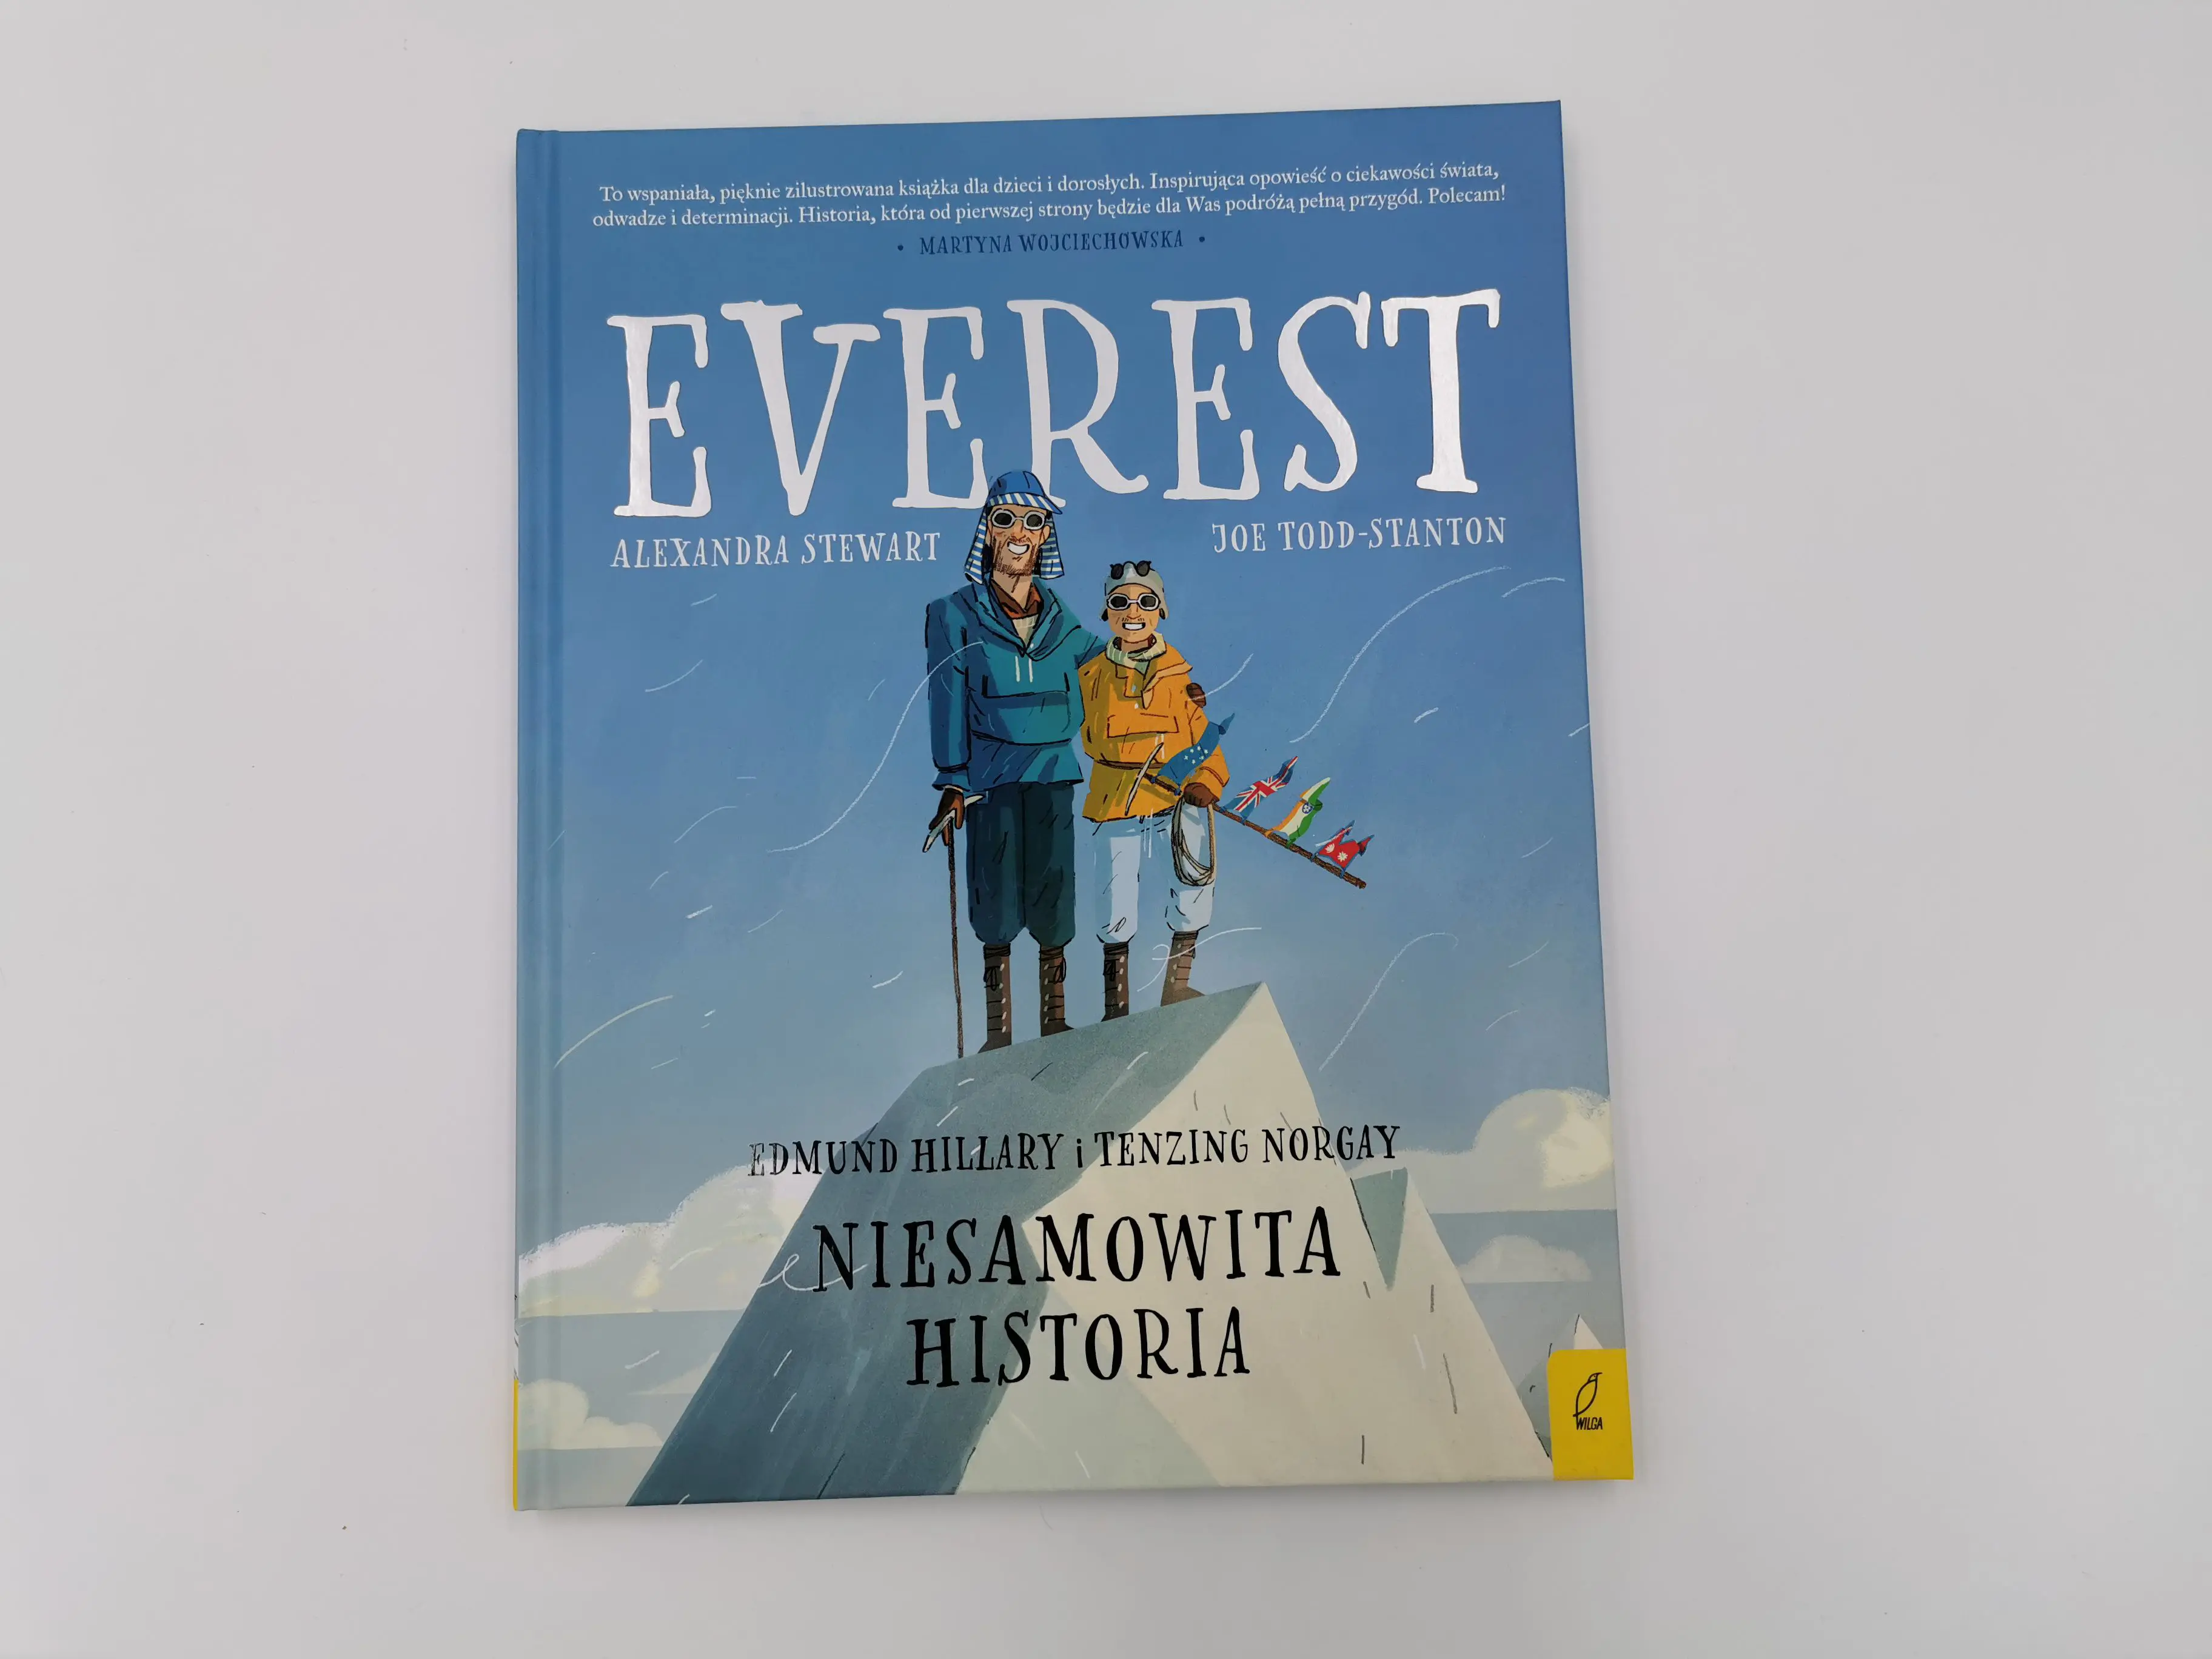 To wspaniała, pięknie zilustrowana książka dla dzieci i dorosłych. Inspirująca opowieść o ciekawości świata,
odwadze i determinacji. Historia, która od pierwszej strony będzie dla Was podróżą pełną przygód. Polecam!
• MARTYNA WOJCIECHOWSKA •
EVEREST
ALEXANDRA STEWART
JOE TODD-STANTON
EDMUND HILLARY i TENZING NORGAY
NIESAMOWITA
HISTORIA
WILGA